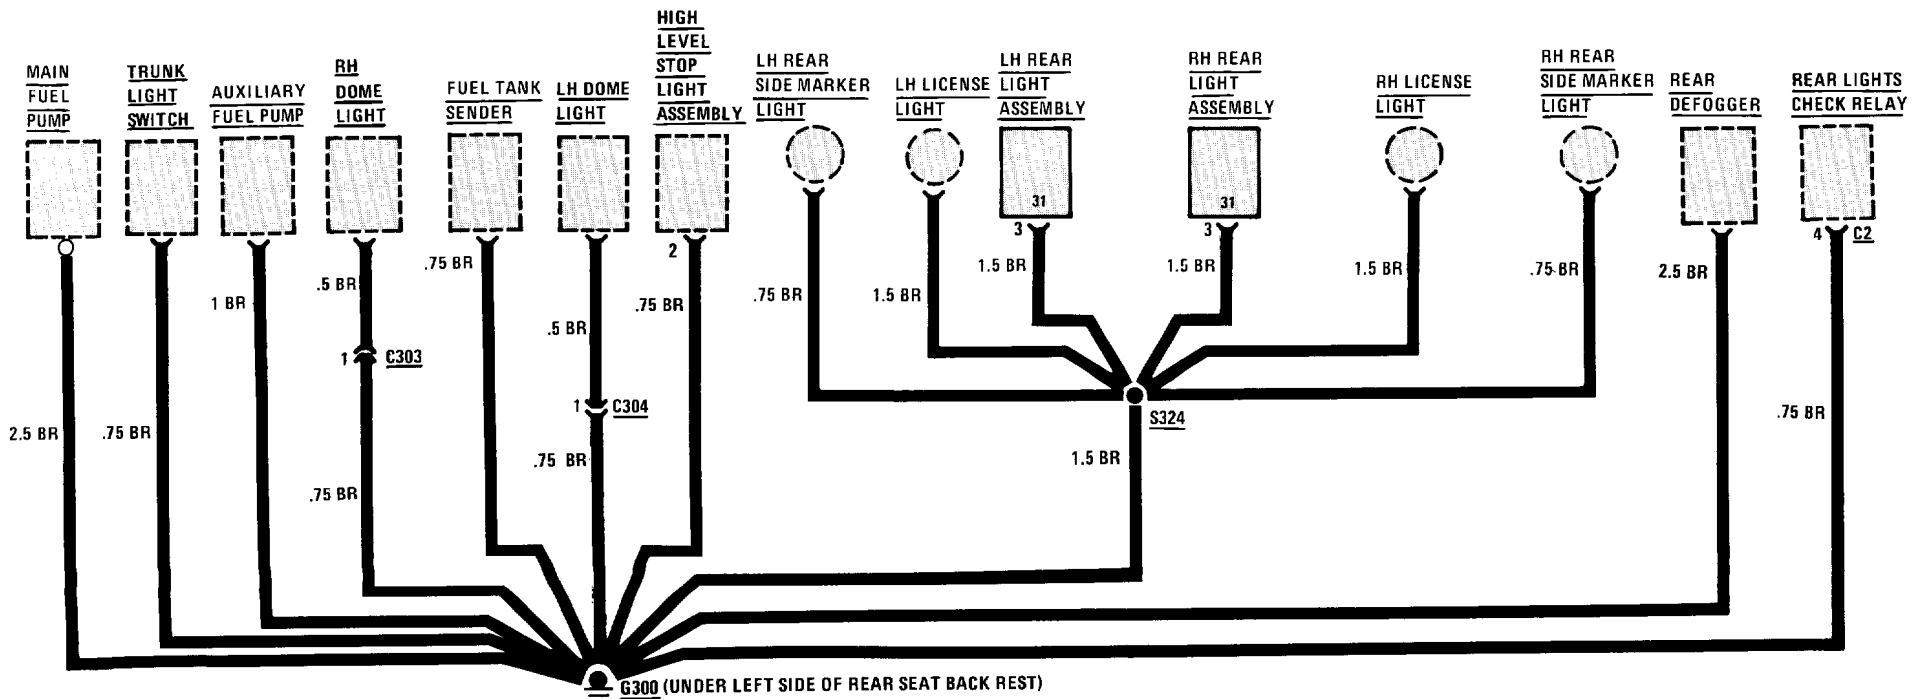 MAIN
FUEL
PUMP
TRUNK
LIGHT
SWITCH
AUXILIARY
FUEL PUMP
RH
DOME
LIGHT
FUEL TANK
SENDER
LH DOME
LIGHT
HIGH
LEVEL
STOP
LIGHT
ASSEMBLY
LH REAR
SIDE MARKER
LIGHT
LH LICENSE
LIGHT
LH REAR
LIGHT
ASSEMBLY
RH REAR
LIGHT
ASSEMBLY
RH LICENSE
LIGHT
RH REAR
SIDE MARKER
LIGHT
REAR
DEFOGGER
REAR LIGHTS
CHECK RELAY
31
31
2
3
3
4 C2
1 BR
.5 BR
.75 BR
.5 BR
.75 BR
.75 BR
1.5 BR
1.5 BR
1.5 BR
1.5 BR
.75 BR
2.5 BR
1 C303
1 C304
S324
2.5 BR
.75 BR
.75 BR
.75 BR
1.5 BR
.75 BR
G300 (UNDER LEFT SIDE OF REAR SEAT BACK REST)